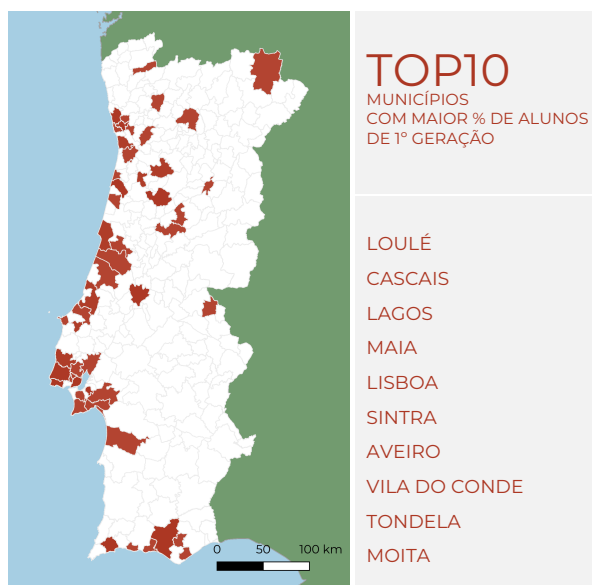 TOP10
MUNICÍPIOS
COM MAIOR % DE ALUNOS
DE 1º GERAÇÃO
LOULÉ
CASCAIS
LAGOS
MAIA
LISBOA
SINTRA
AVEIRO
VILA DO CONDE
TONDELA
MOITA
0 50 100 km